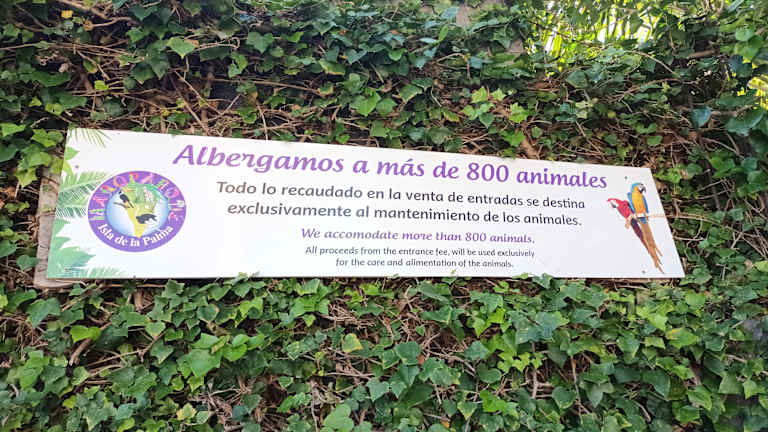 Albergamos a más de 800 animales
Todo lo recaudado en la venta de entradas se destina
exclusivamente al mantenimiento de los animales.
We accomodate more than 800 animals.
All proceeds from the entrance fee, will be used exclusively
for the care and alimentation of the animals.
MAROPARQUE
Isla de la Palma